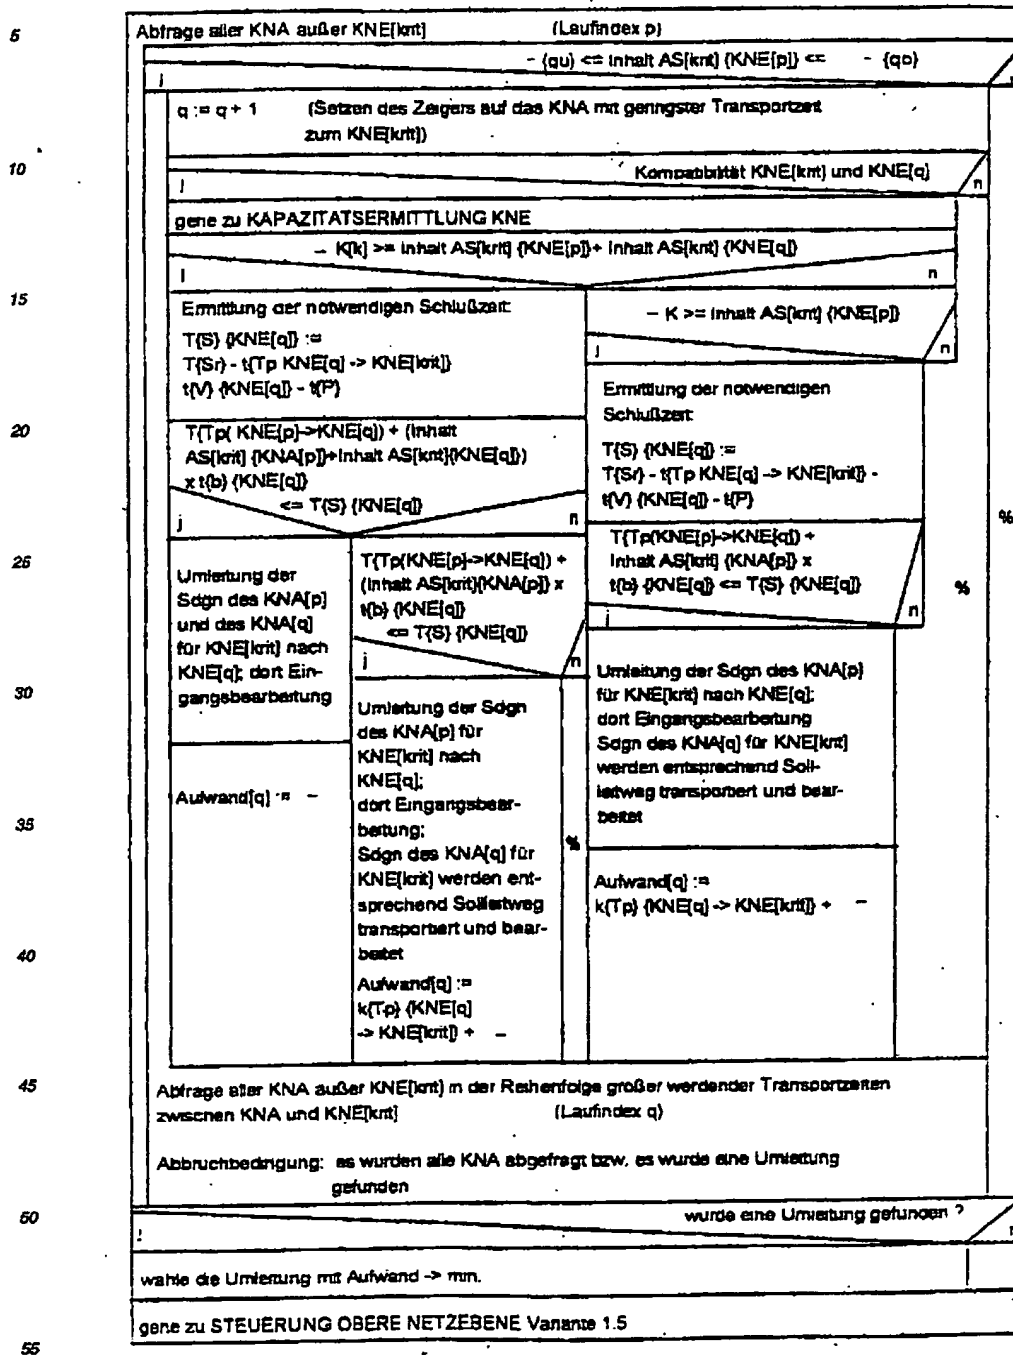 5
Abfrage aller KNA außer KNE[krit] (Laufindex p)
– {qu} <= Inhalt AS[krit] {KNE[p]} <= – {qo}
j
q := q + 1 (Setzen des Zeigers auf das KNA mit geringster Transportzeit
zum KNE[krit])
10
Kompatibilität KNE[krit] und KNE[q]
j n
gehe zu KAPAZITÄTSERMITTLUNG KNE
– K[k] >= Inhalt AS[krit] {KNE[p]}+ Inhalt AS[krit] {KNE[q]}
j n
15
Ermittlung der notwendigen Schlußzeit:
T{S} {KNE[q]} :=
T{Sr} - t{Tp KNE[q] -> KNE[krit]}
t{V} {KNE[q]} - t{P}
– K >= Inhalt AS[krit] {KNE[p]}
j n
Ermittlung der notwendigen
Schlußzeit:
T{S} {KNE[q]} :=
T{Sr} - t{Tp KNE[q] -> KNE[krit]} -
t{V} {KNE[q]} - t{P}
20
T{Tp( KNE[p]->KNE[q]) + (Inhalt
AS[krit] {KNA[p]}+Inhalt AS[krit]{KNE[q]})
x t{b} {KNE[q]}
<= T{S} {KNE[q]}
j n
T{Tp(KNE[p]->KNE[q]) +
Inhalt AS[krit] {KNA[p]} x
t{b} {KNE[q]} <= T{S} {KNE[q]}
j n
%
%
25
Umleitung der
Sdgn des KNA[p]
und des KNA[q]
für KNE[krit] nach
KNE[q]; dort Ein-
gangsbearbeitung
T{Tp(KNE[p]->KNE[q]) +
(Inhalt AS[krit]{KNA[p]} x
t{b} {KNE[q]}
<= T{S} {KNE[q]}
j n
30
Umleitung der Sdgn
des KNA[p] für
KNE[krit] nach
KNE[q];
dort Eingangsbear-
beitung;
Sdgn des KNA[q] für
KNE[krit] werden ent-
sprechend Solleitweg
transportiert und bear-
beitet
Umleitung der Sdgn des KNA[p]
für KNE[krit] nach KNE[q];
dort Eingangsbearbeitung
Sdgn des KNA[q] für KNE[krit]
werden entsprechend Soll-
leitweg transportiert und bear-
beitet
Aufwand[q] := –
35
%
Aufwand[q] :=
k{Tp} {KNE[q] -> KNE[krit]} + –
40
Aufwand[q] :=
k{Tp} {KNE[q]
-> KNE[krit]} + –
45
Abfrage aller KNA außer KNE[krit] in der Reihenfolge großer werdender Transportzeiten
zwischen KNA und KNE[krit] (Laufindex q)
Abbruchbedingung: es wurden alle KNA abgefragt bzw. es wurde eine Umleitung
gefunden
50
wurde eine Umleitung gefunden ?
j
wähle die Umleitung mit Aufwand -> min.
gehe zu STEUERUNG OBERE NETZEBENE Variante 1.5
55